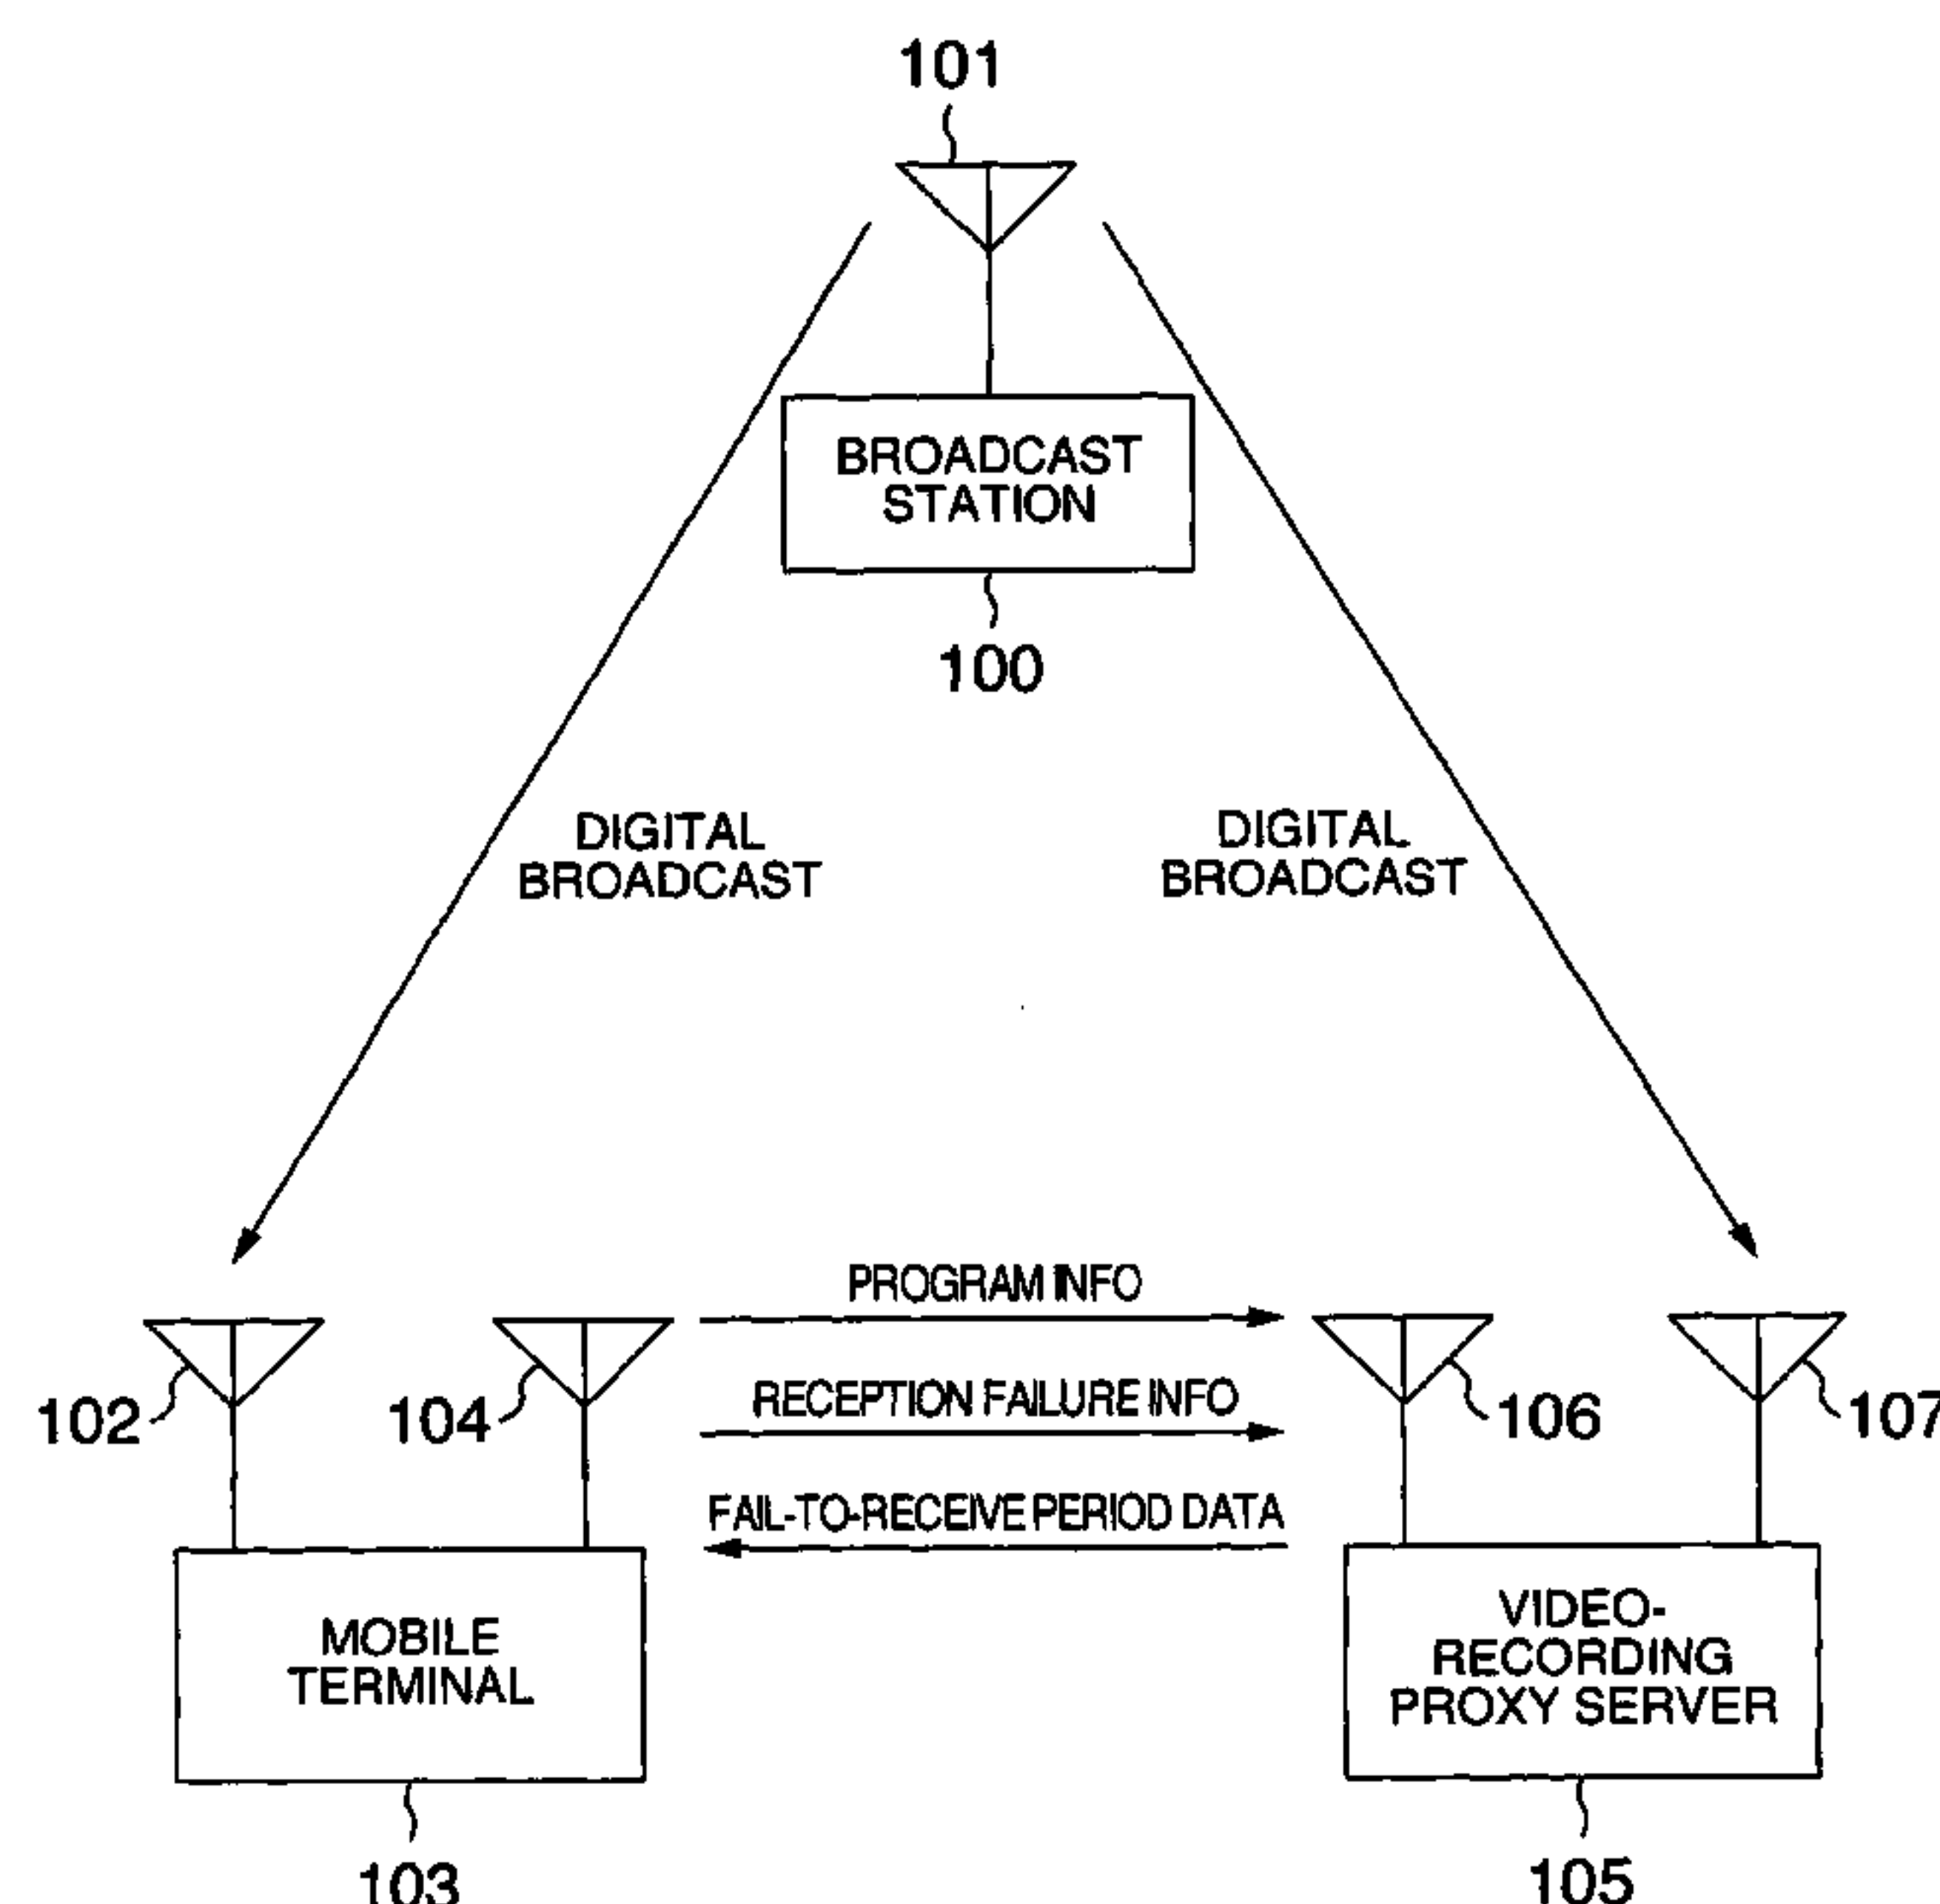 101
BROADCAST
STATION
100
DIGITAL
BROADCAST
DIGITAL
BROADCAST
PROGRAM INFO
RECEPTION FAILURE INFO
FAIL-TO-RECEIVE PERIOD DATA
102
104
106
107
MOBILE
TERMINAL
VIDEO-
RECORDING
PROXY SERVER
103
105